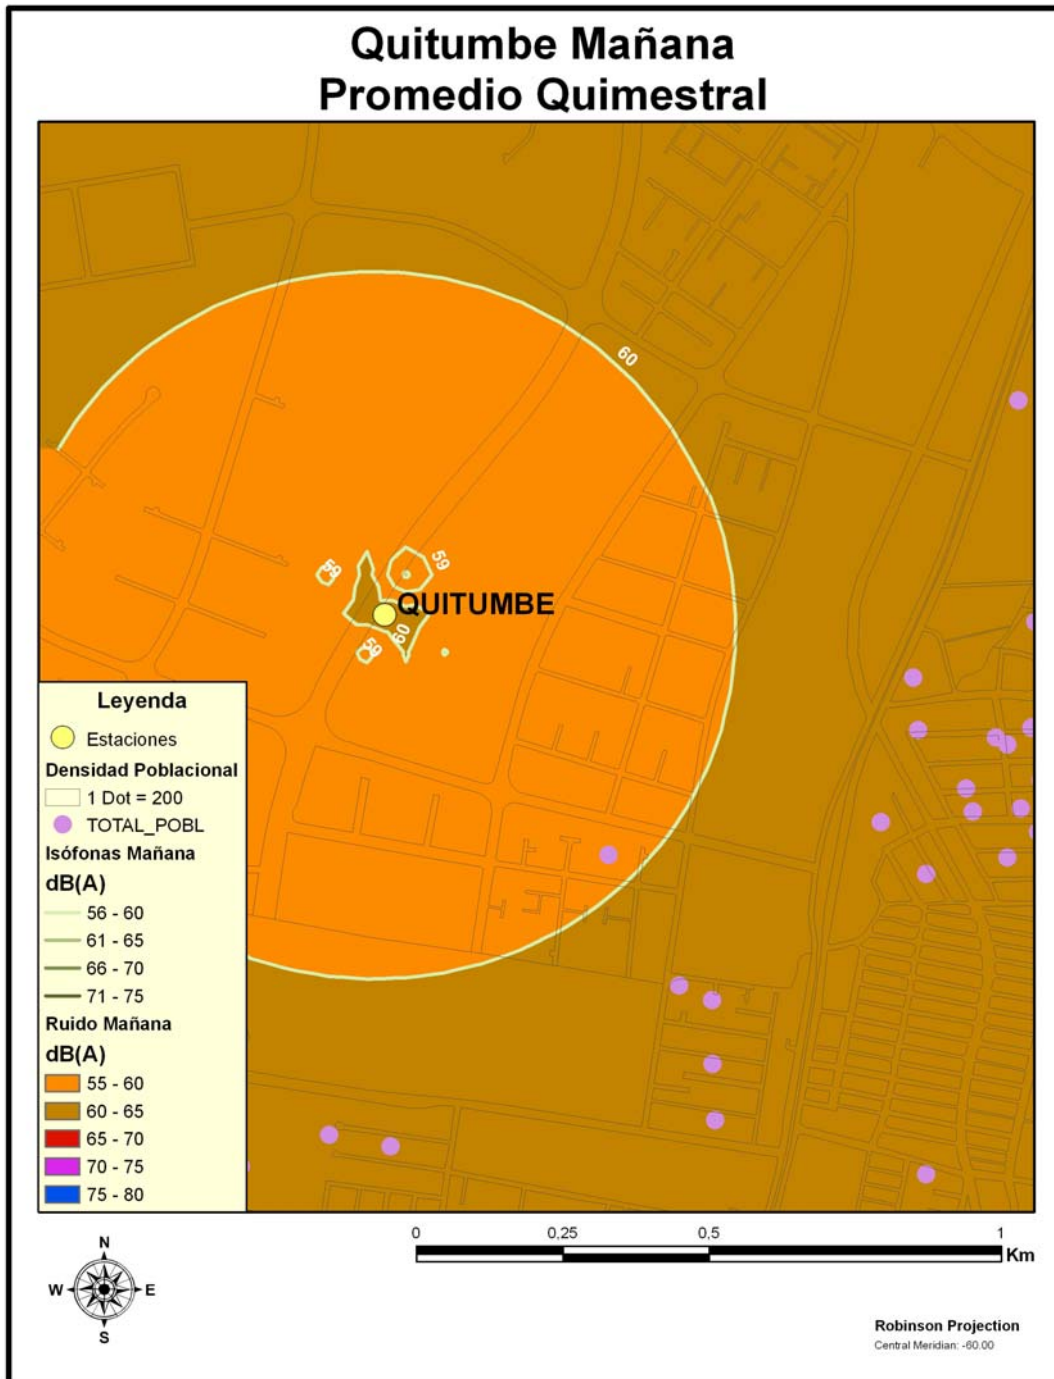 Quitumbe Mañana
Promedio Quimestral
60
59
59
QUITUMBE
60
59
Leyenda
Estaciones
Densidad Poblacional
1 Dot = 200
TOTAL_POBL
Isófonas Mañana
dB(A)
56 - 60
61 - 65
66 - 70
71 - 75
Ruido Mañana
dB(A)
55 - 60
60 - 65
65 - 70
70 - 75
75 - 80
N
W E
S
0 0,25 0,5 1
Km
Robinson Projection
Central Meridian: -60.00